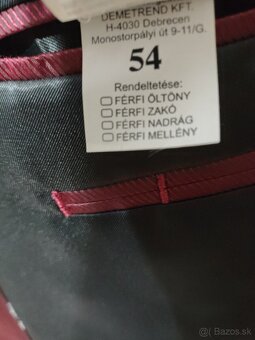 DEMETREND KFT.
H-4030 Debrecen
Monostorpályi út 9-11/G.
54
Rendeltetése:
FÉRFI ÖLTÖNY
FÉRFI ZAKÓ
FÉRFI NADRÁG
FÉRFI MELLÉNY
Bazos.sk